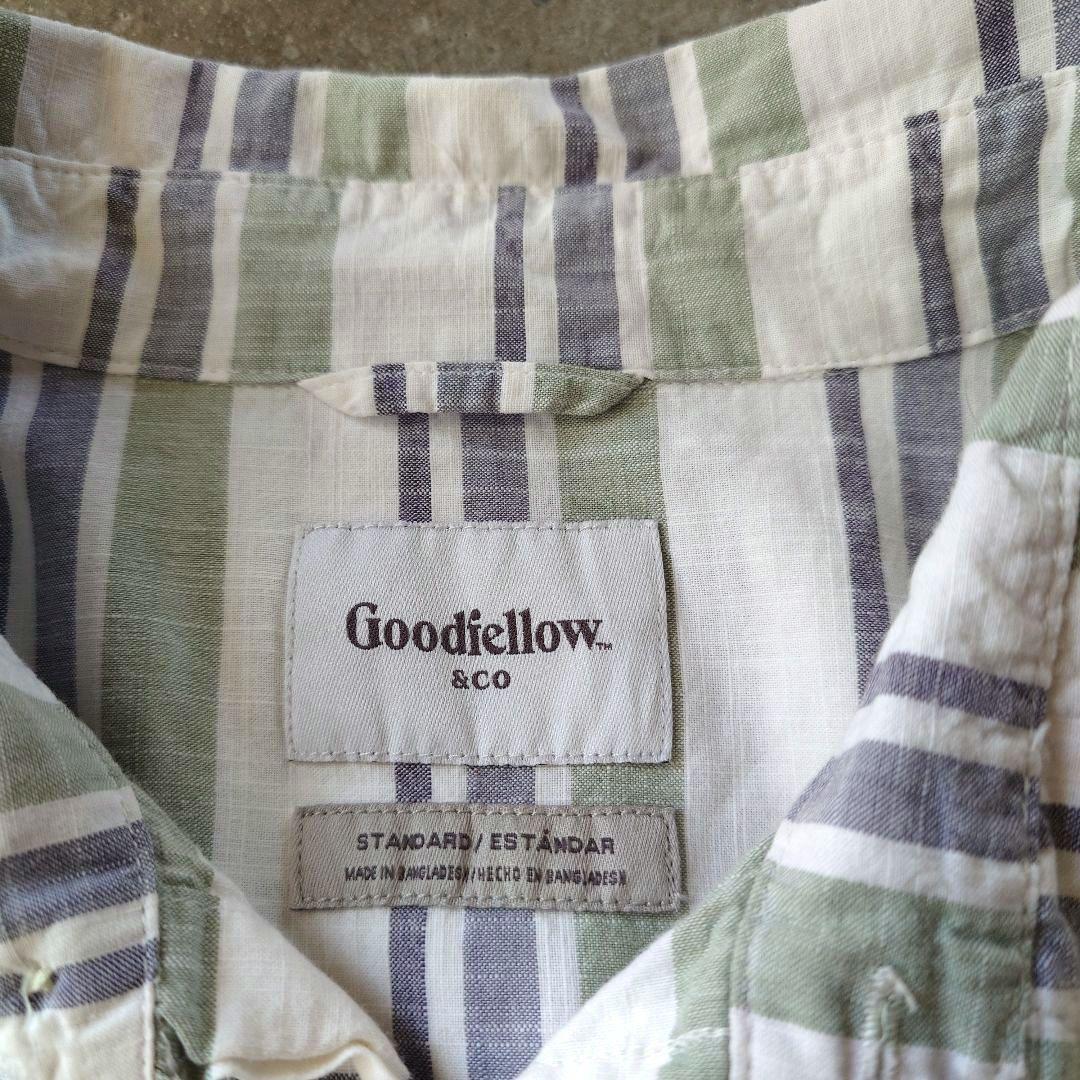 Goodfellow™
&CO
STANDARD/ESTÁNDAR
MADE IN BANGLADESH/HECHO EN BANGLADESH